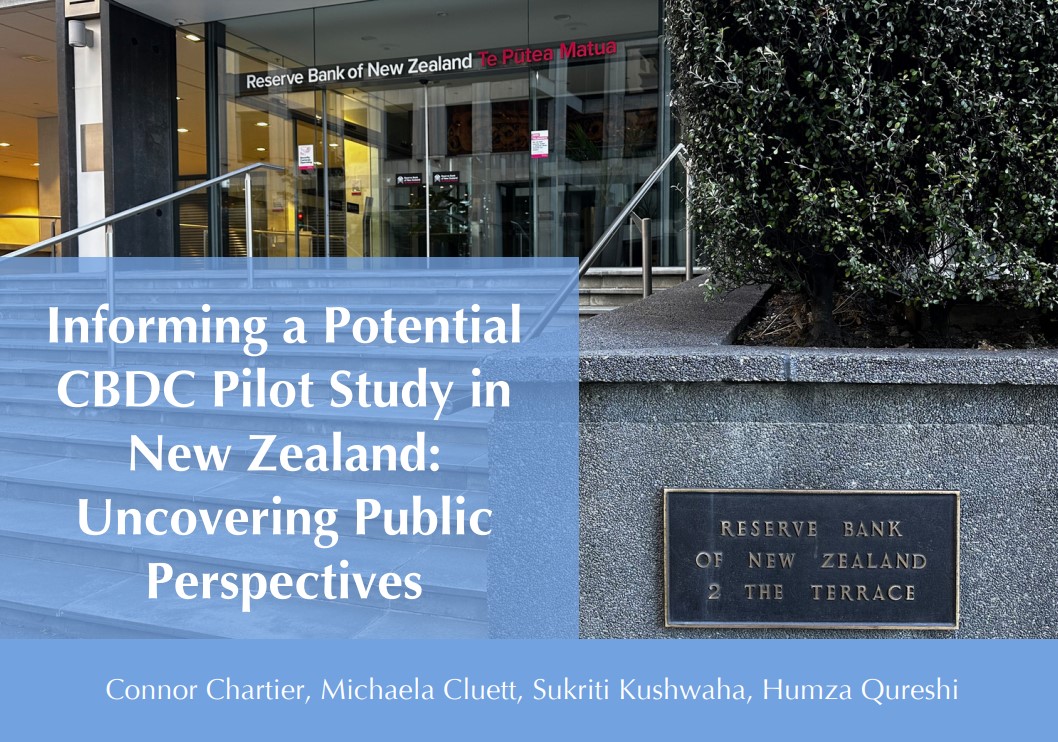 Reserve Bank of New Zealand Te Pūtea Matua
Informing a Potential
CBDC Pilot Study in
New Zealand:
Uncovering Public
Perspectives
RESERVE BANK
OF NEW ZEALAND
2 THE TERRACE
Connor Chartier, Michaela Cluett, Sukriti Kushwaha, Humza Qureshi